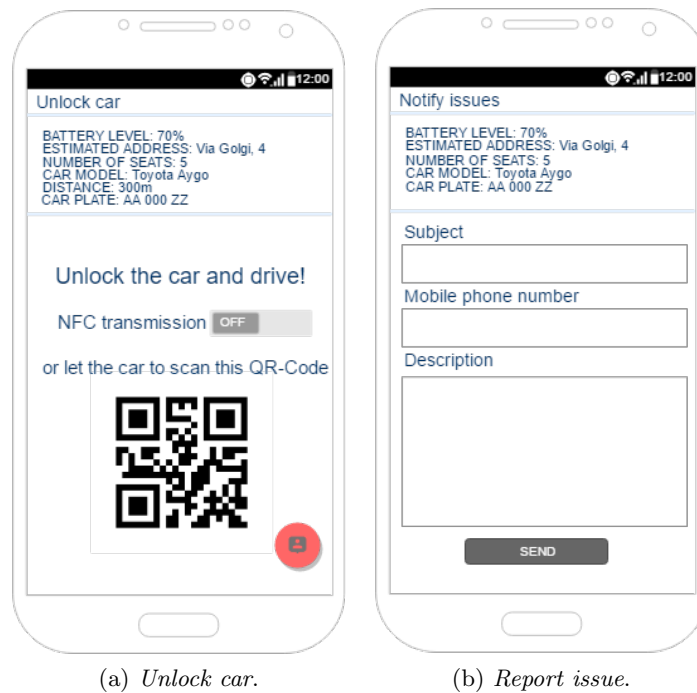 12:00
Unlock car
BATTERY LEVEL: 70%
ESTIMATED ADDRESS: Via Golgi, 4
NUMBER OF SEATS: 5
CAR MODEL: Toyota Aygo
DISTANCE: 300m
CAR PLATE: AA 000 ZZ
Unlock the car and drive!
NFC transmission OFF
or let the car to scan this QR-Code
(a) Unlock car.
12:00
Notify issues
BATTERY LEVEL: 70%
ESTIMATED ADDRESS: Via Golgi, 4
NUMBER OF SEATS: 5
CAR MODEL: Toyota Aygo
CAR PLATE: AA 000 ZZ
Subject
Mobile phone number
Description
SEND
(b) Report issue.